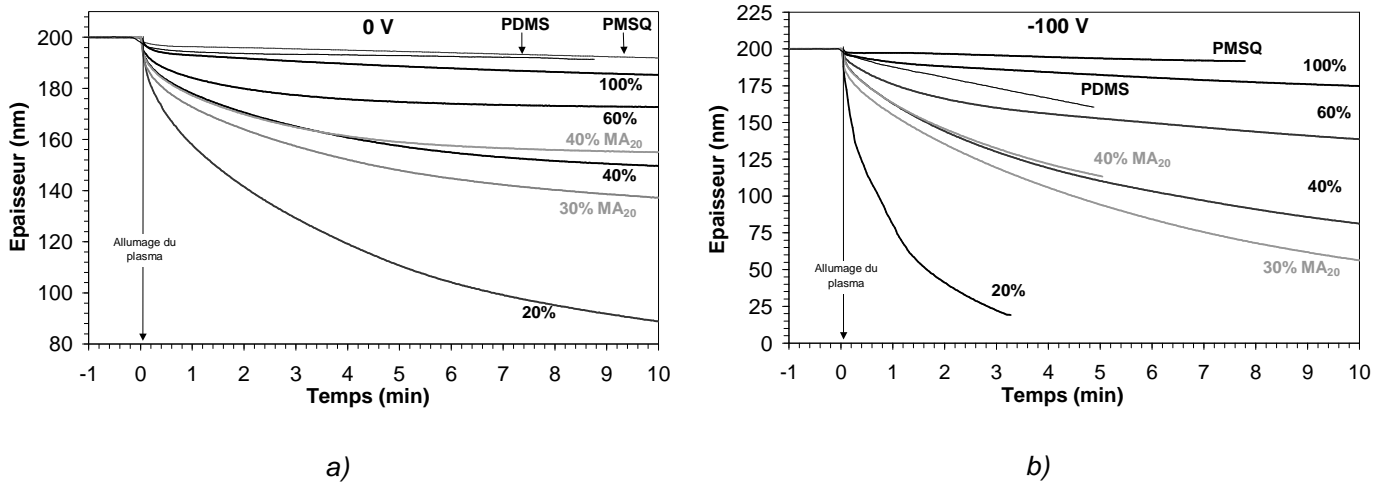 0 V
PDMS
PMSQ
200
180
160
140
120
100
80
Epaisseur (nm)
100%
60%
40% MA20
40%
30% MA20
20%
Allumage du
plasma
-1 0 1 2 3 4 5 6 7 8 9 10
Temps (min)
a)
-100 V
PMSQ
PDMS
225
200
175
150
125
100
75
50
25
0
Epaisseur (nm)
100%
60%
40% MA20
40%
30% MA20
20%
Allumage du
plasma
-1 0 1 2 3 4 5 6 7 8 9 10
Temps (min)
b)